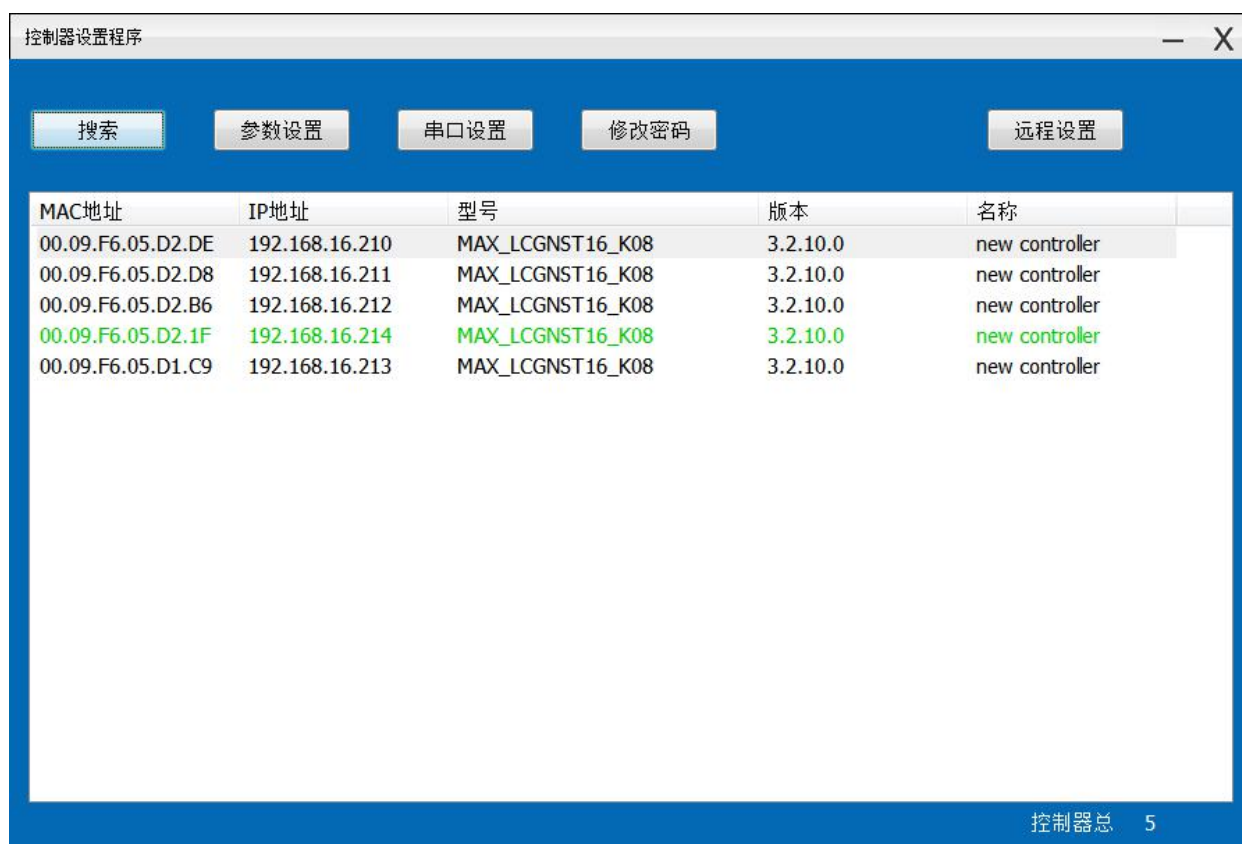 控制器设置程序
搜索 参数设置 串口设置 修改密码 远程设置
MAC地址 IP地址 型号 版本 名称
00.09.F6.05.D2.DE 192.168.16.210 MAX_LCGNST16_K08 3.2.10.0 new controller
00.09.F6.05.D2.D8 192.168.16.211 MAX_LCGNST16_K08 3.2.10.0 new controller
00.09.F6.05.D2.B6 192.168.16.212 MAX_LCGNST16_K08 3.2.10.0 new controller
00.09.F6.05.D2.1F 192.168.16.214 MAX_LCGNST16_K08 3.2.10.0 new controller
00.09.F6.05.D1.C9 192.168.16.213 MAX_LCGNST16_K08 3.2.10.0 new controller
控制器总 5